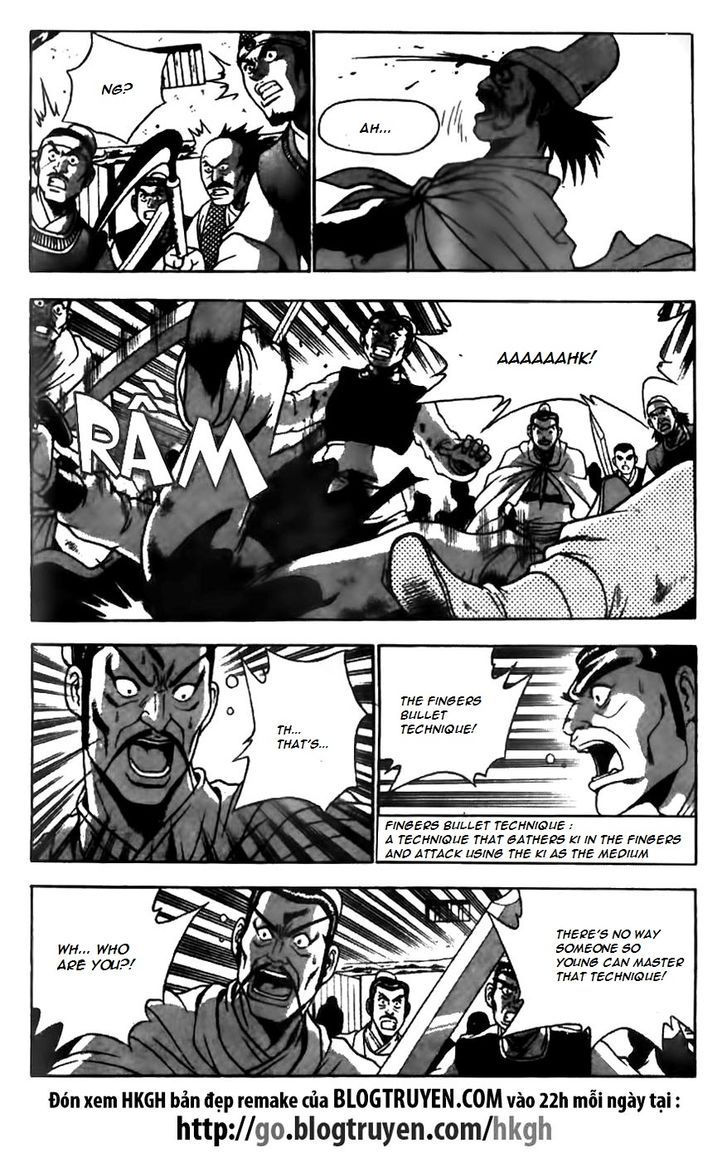 NG?
AH...
AAAAAAHK!
RẦM
TH...
THAT'S...
THE FINGERS
BULLET
TECHNIQUE!
FINGERS BULLET TECHNIQUE :
A TECHNIQUE THAT GATHERS KI IN THE FINGERS
AND ATTACK USING THE KI AS THE MEDIUM
WH... WHO
ARE YOU?!
THERE'S NO WAY
SOMEONE SO
YOUNG CAN MASTER
THAT TECHNIQUE!
Đón xem HKGH bản đẹp remake của BLOGTRUYEN.COM vào 22h mỗi ngày tại :
http://go.blogtruyen.com/hkgh